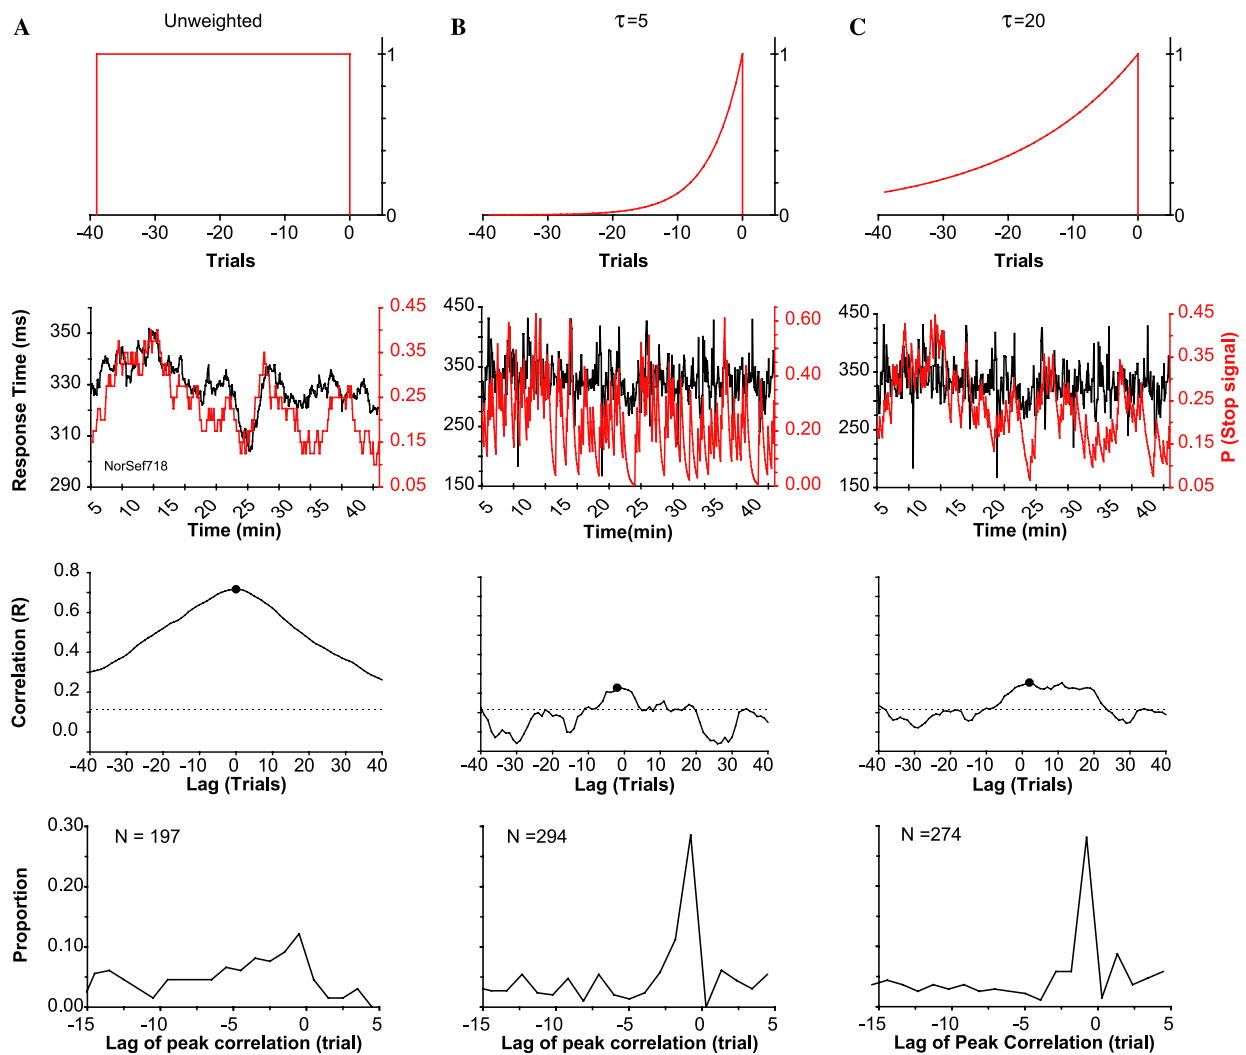 A Unweighted B τ=5 C τ=20
1 1 1
0 0 0
-40 -30 -20 -10 0 -40 -30 -20 -10 0 -40 -30 -20 -10 0
Trials Trials Trials
Response Time (ms)
350 330 310 290
0.45 0.35 0.25 0.15 0.05
NorSef718
450 350 250 150
0.60 0.40 0.20 0.00
450 350 250 150
0.45 0.35 0.25 0.15 0.05
P (Stop signal)
5 10 15 20 25 30 35 40 5 10 15 20 25 30 35 40 5 10 15 20 25 30 35 40
Time (min) Time(min) Time (min)
Correlation (R)
0.8 0.6 0.4 0.2 0.0
-40 -30 -20 -10 0 10 20 30 40 -40 -30 -20 -10 0 10 20 30 40 -40 -30 -20 -10 0 10 20 30 40
Lag (Trials) Lag (Trials) Lag (Trials)
Proportion
0.30 0.20 0.10 0.00
N = 197 N =294 N =274
-15 -10 -5 0 5 -15 -10 -5 0 5 -15 -10 -5 0 5
Lag of peak correlation (trial) Lag of peak correlation (trial) Lag of Peak Correlation (trial)